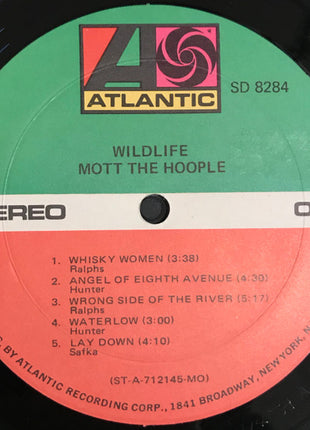 ATLANTIC
SD 8284
WILDLIFE
MOTT THE HOOPLE
EREO
1. WHISKY WOMEN (3:38)
Ralphs
2. ANGEL OF EIGHTH AVENUE (4:30)
Hunter
3. WRONG SIDE OF THE RIVER (5:17)
Ralphs
4. WATERLOW (3:00)
Hunter
5. LAY DOWN (4:10)
Safka
(ST-A-712145-MO)
BY ATLANTIC RECORDING CORP., 1841 BROADWAY, NEW YORK, N.